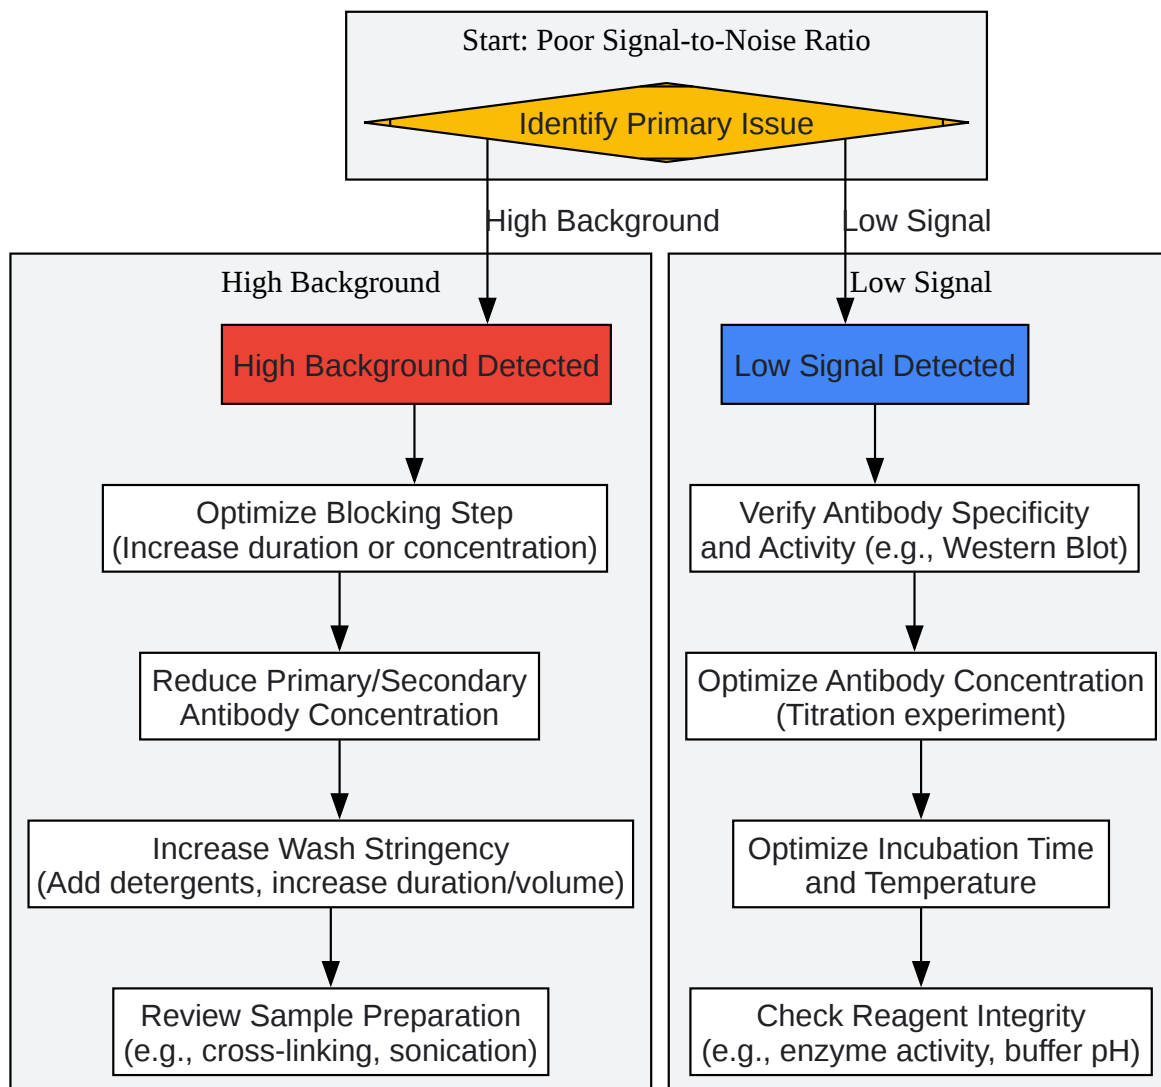 Start: Poor Signal-to-Noise Ratio
Identify Primary Issue
High Background
Low Signal
High Background
High Background Detected
Optimize Blocking Step
(Increase duration or concentration)
Reduce Primary/Secondary
Antibody Concentration
Increase Wash Stringency
(Add detergents, increase duration/volume)
Review Sample Preparation
(e.g., cross-linking, sonication)
Low Signal
Low Signal Detected
Verify Antibody Specificity
and Activity (e.g., Western Blot)
Optimize Antibody Concentration
(Titration experiment)
Optimize Incubation Time
and Temperature
Check Reagent Integrity
(e.g., enzyme activity, buffer pH)